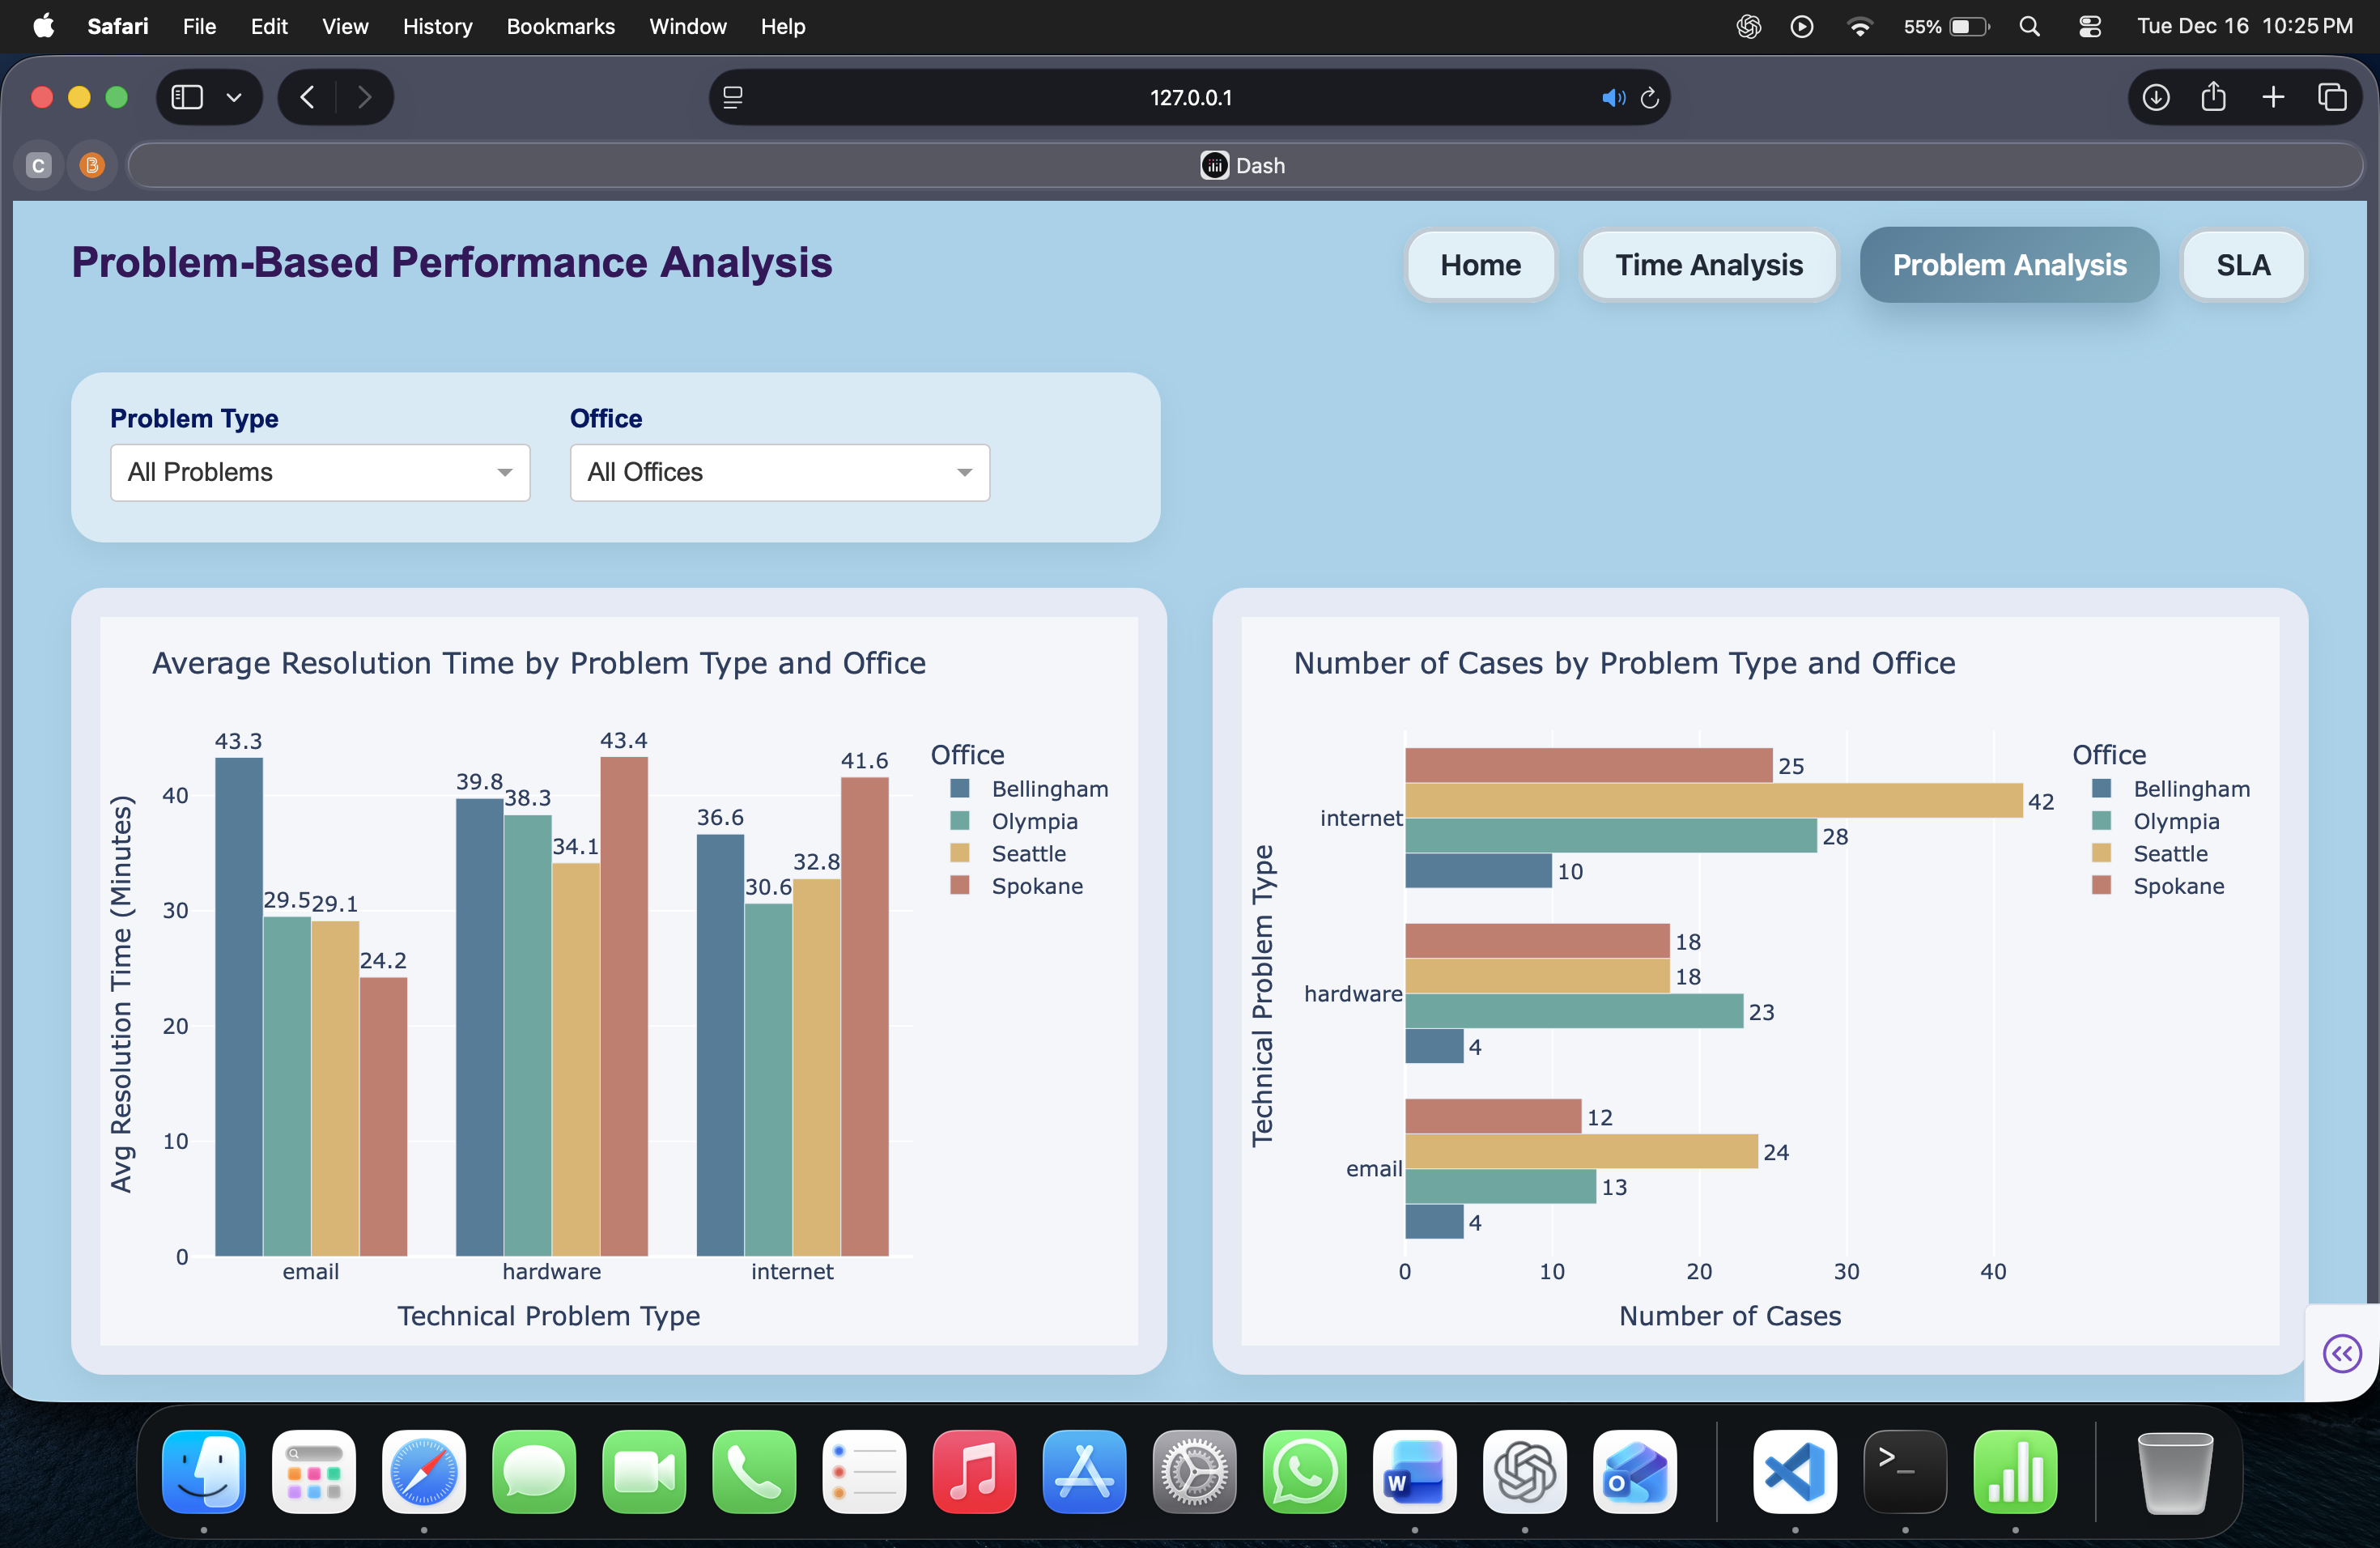 Safari File Edit View History Bookmarks Window Help 55% Tue Dec 16 10:25 PM
127.0.0.1
C B Dash
Problem-Based Performance Analysis
Home Time Analysis Problem Analysis SLA
Problem Type Office
All Problems All Offices
Average Resolution Time by Problem Type and Office
Avg Resolution Time (Minutes)
40
30
20
10
0
43.3 29.5 29.1 24.2
39.8 38.3 34.1 43.4
36.6 30.6 32.8 41.6
email hardware internet
Technical Problem Type
Office
Bellingham
Olympia
Seattle
Spokane
Number of Cases by Problem Type and Office
Technical Problem Type
internet
25
42
28
10
hardware
18
18
23
4
email
12
24
13
4
0 10 20 30 40
Number of Cases
Office
Bellingham
Olympia
Seattle
Spokane
W O >_